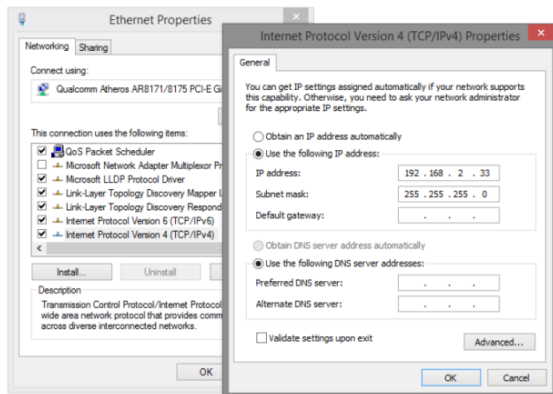 Ethernet Properties
Networking
Sharing
Connect using:
Qualcomm Atheros AR8171/8175 PCI-E Gi
This connection uses the following items:
QoS Packet Scheduler
Microsoft Network Adapter Multiplexor Pr
Microsoft LLDP Protocol Driver
Link-Layer Topology Discovery Mapper I
Link-Layer Topology Discovery Respond
Internet Protocol Version 6 (TCP/IPv6)
Internet Protocol Version 4 (TCP/IPv4)
Install...
Uninstall
Description
Transmission Control Protocol/Internet Protocol
wide area network protocol that provides comm
across diverse interconnected networks.
OK
Internet Protocol Version 4 (TCP/IPv4) Properties
General
You can get IP settings assigned automatically if your network supports
this capability. Otherwise, you need to ask your network administrator
for the appropriate IP settings.
Obtain an IP address automatically
Use the following IP address:
IP address:
192 . 168 . 2 . 33
Subnet mask:
255 . 255 . 255 . 0
Default gateway:
. . .
Obtain DNS server address automatically
Use the following DNS server addresses:
Preferred DNS server:
. . .
Alternate DNS server:
. . .
Validate settings upon exit
Advanced...
OK
Cancel